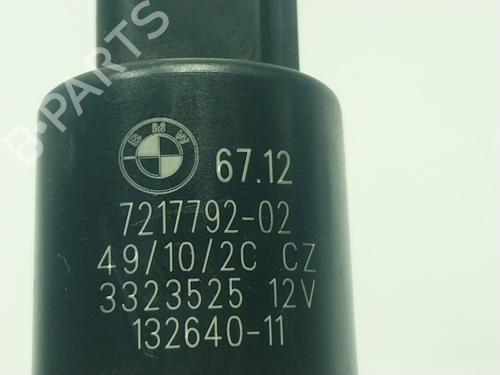 B-PARTS
BMW
67.12
7217792-02
49/10/2C CZ
3323525 12V
132640-11